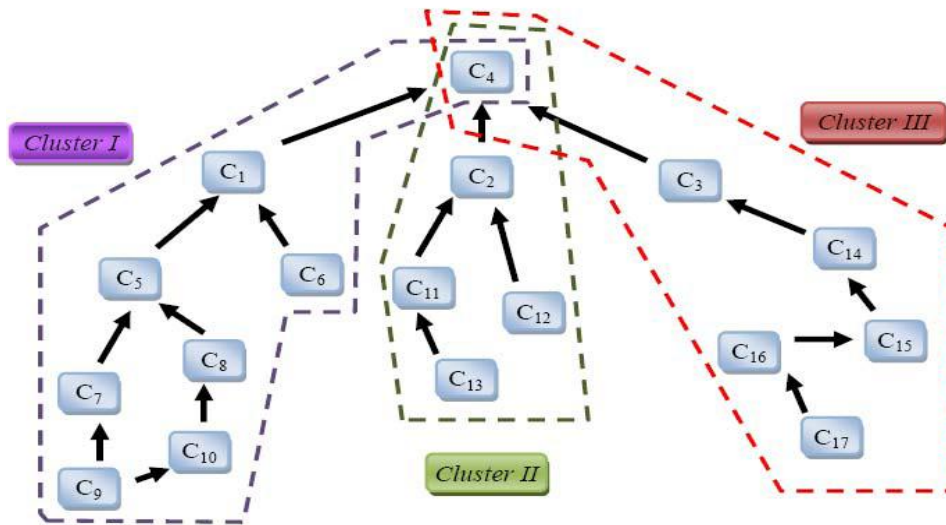 C4
Cluster I
Cluster III
C1
C2
C3
C5
C6
C11
C12
C14
C7
C8
C13
C16
C15
C9
C10
C17
Cluster II